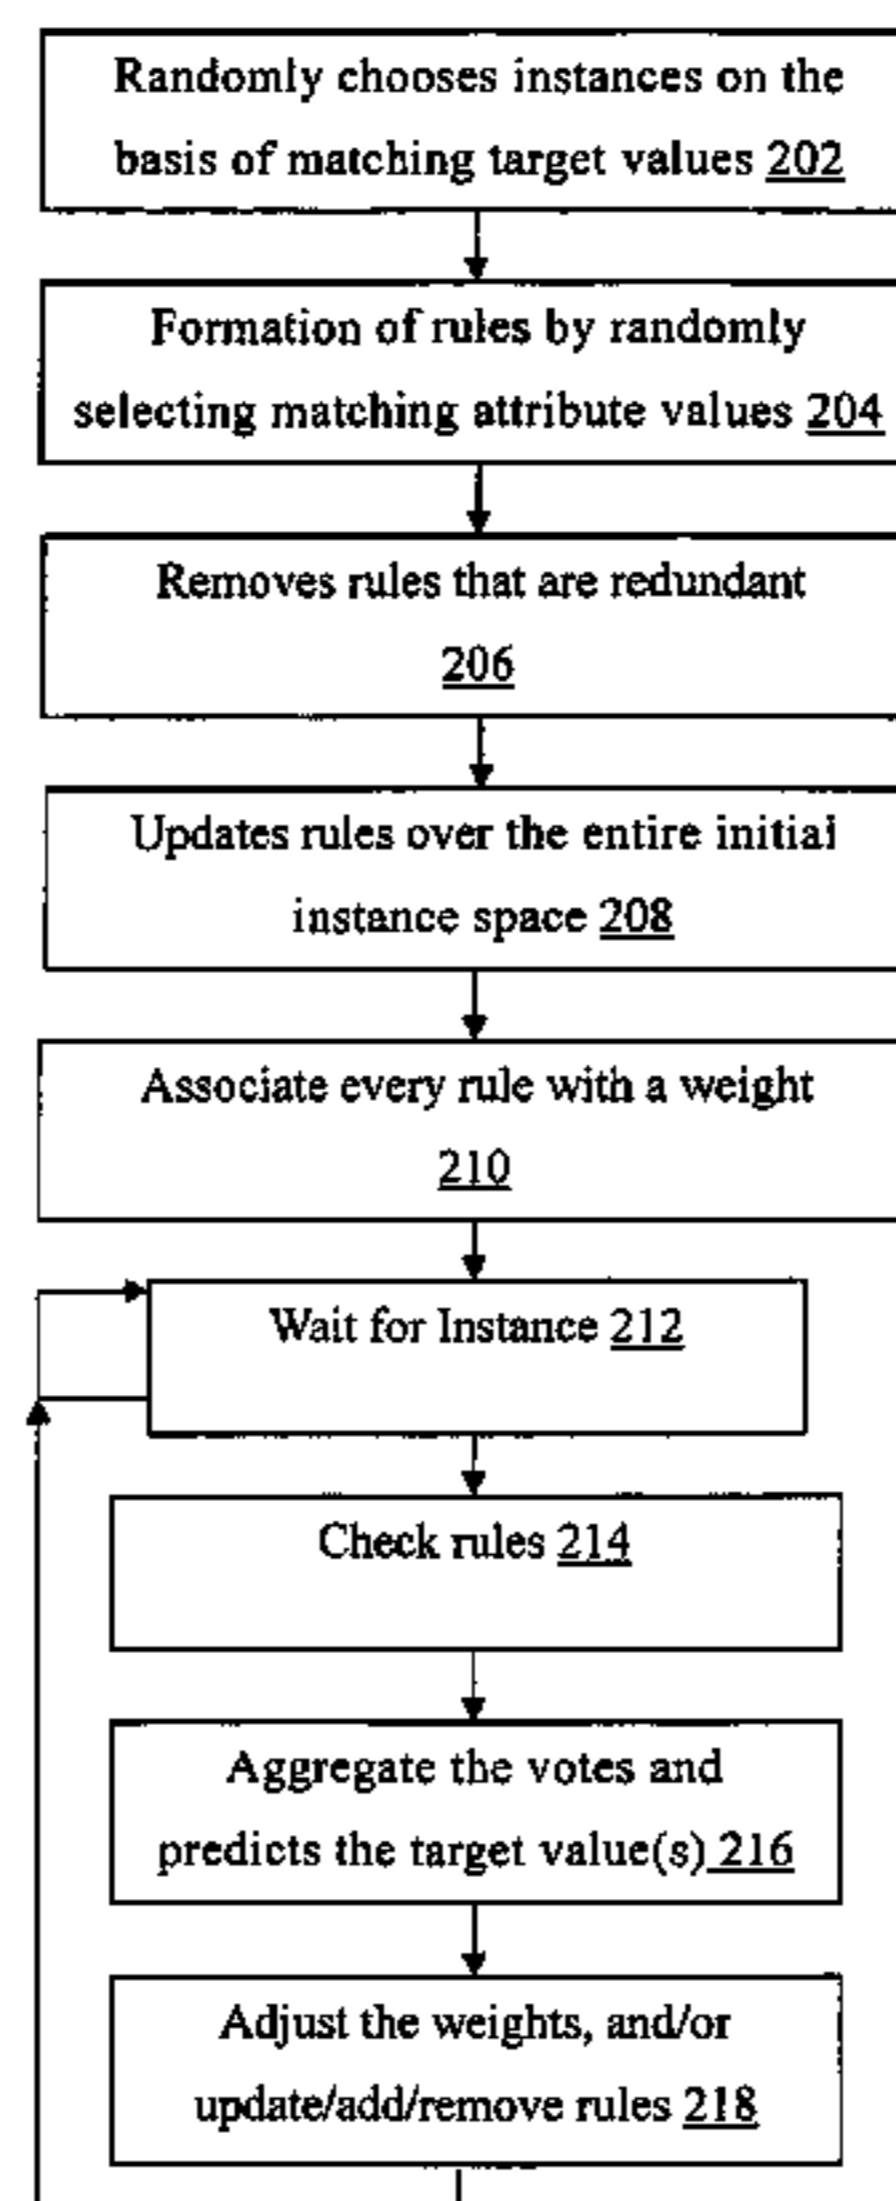 Randomly chooses instances on the
basis of matching target values 202
Formation of rules by randomly
selecting matching attribute values 204
Removes rules that are redundant
206
Updates rules over the entire initial
instance space 208
Associate every rule with a weight
210
Wait for Instance 212
Check rules 214
Aggregate the votes and
predicts the target value(s) 216
Adjust the weights, and/or
update/add/remove rules 218